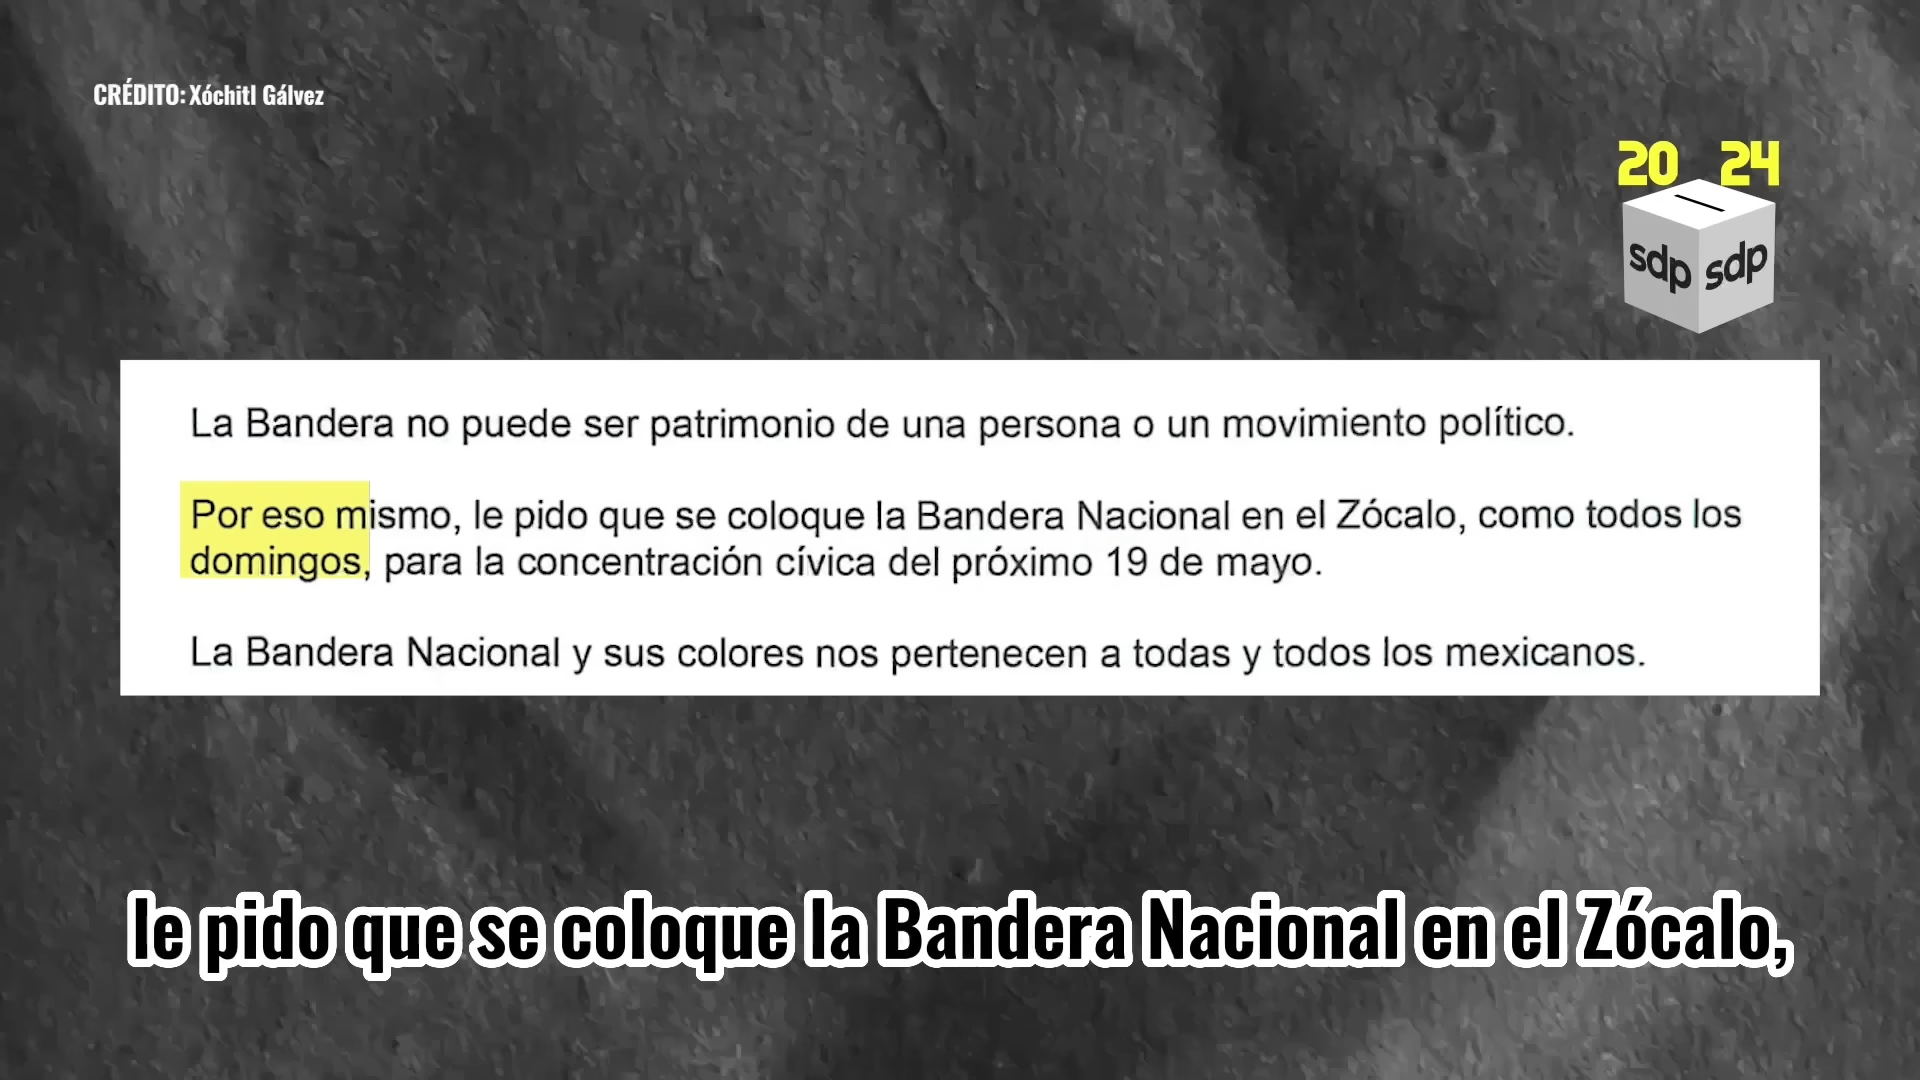 CRÉDITO: Xóchitl Gálvez
20 24
sdp sdp
La Bandera no puede ser patrimonio de una persona o un movimiento político.
Por eso mismo, le pido que se coloque la Bandera Nacional en el Zócalo, como todos los
domingos, para la concentración cívica del próximo 19 de mayo.
La Bandera Nacional y sus colores nos pertenecen a todas y todos los mexicanos.
le pido que se coloque la Bandera Nacional en el Zócalo,